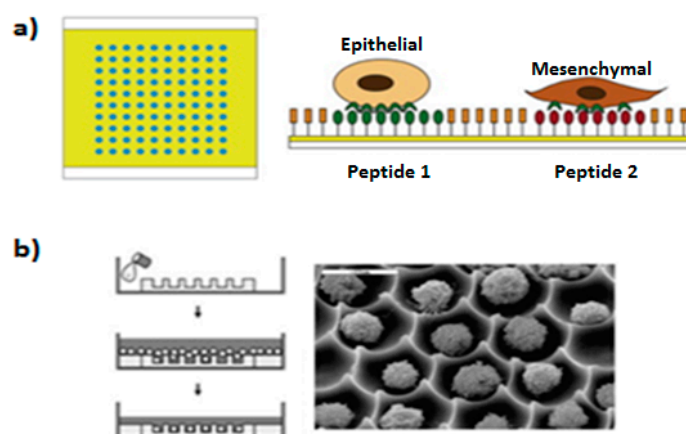 a)
Epithelial
Mesenchymal
Peptide 1
Peptide 2
b)